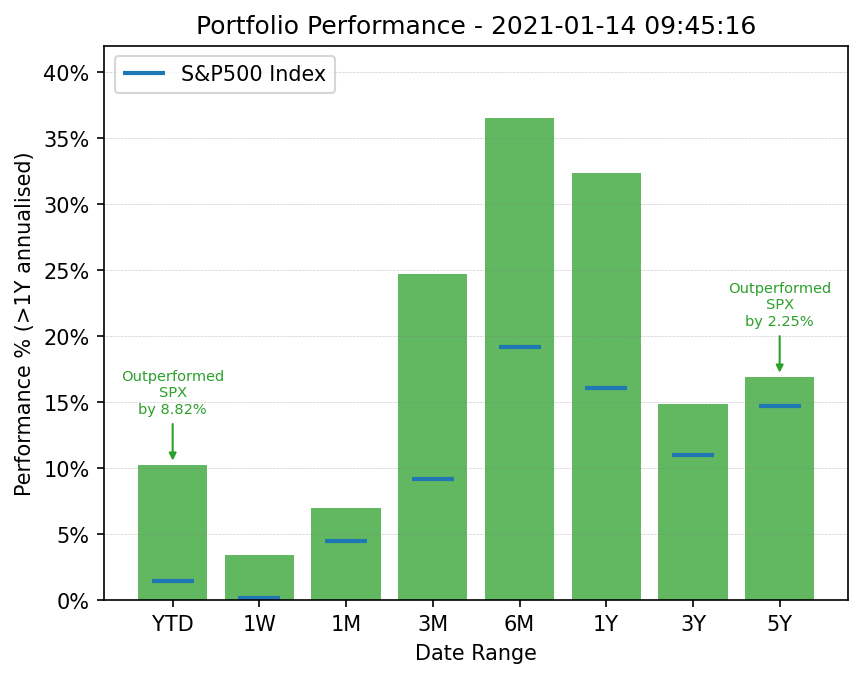 Portfolio Performance - 2021-01-14 09:45:16
S&P500 Index
Performance % (>1Y annualised)
40%
35%
30%
25%
20%
15%
10%
5%
0%
Outperformed
SPX
by 8.82%
Outperformed
SPX
by 2.25%
YTD 1W 1M 3M 6M 1Y 3Y 5Y
Date Range